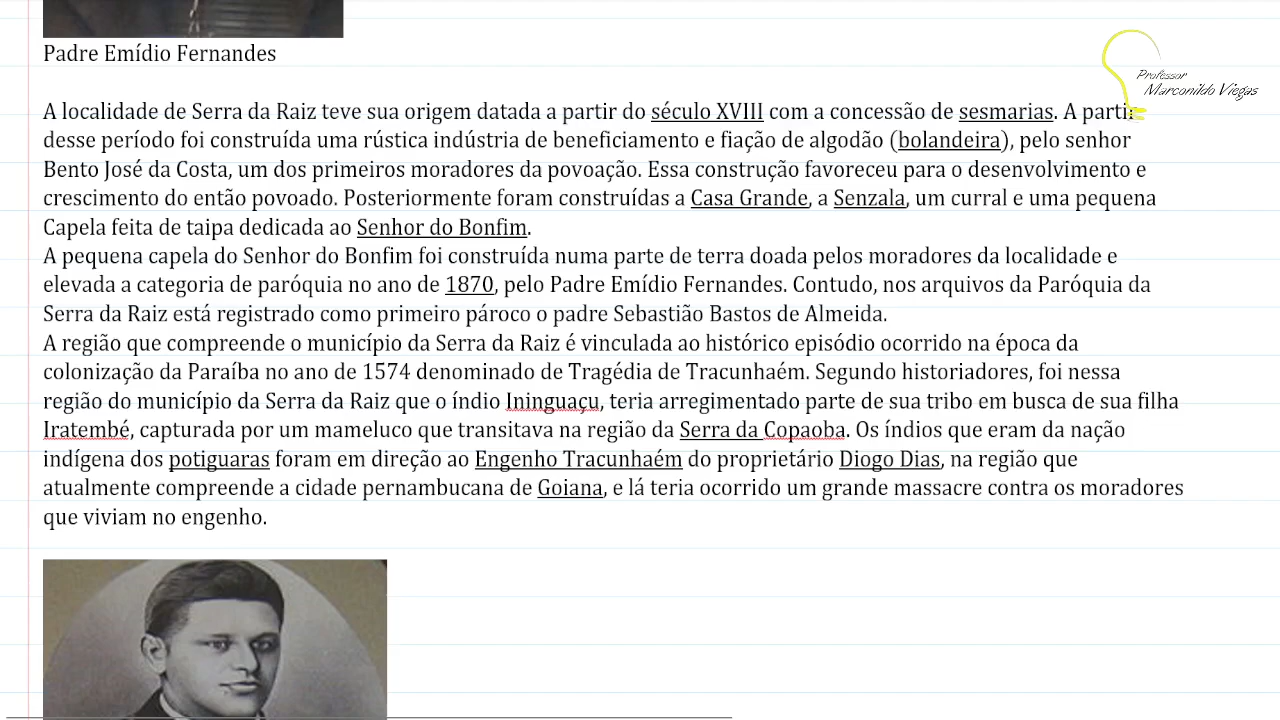 Padre Emídio Fernandes
Professor
Marconildo Viegas
A localidade de Serra da Raiz teve sua origem datada a partir do século XVIII com a concessão de sesmarias. A partir
desse período foi construída uma rústica indústria de beneficiamento e fiação de algodão (bolandeira), pelo senhor
Bento José da Costa, um dos primeiros moradores da povoação. Essa construção favoreceu para o desenvolvimento e
crescimento do então povoado. Posteriormente foram construídas a Casa Grande, a Senzala, um curral e uma pequena
Capela feita de taipa dedicada ao Senhor do Bonfim.
A pequena capela do Senhor do Bonfim foi construída numa parte de terra doada pelos moradores da localidade e
elevada a categoria de paróquia no ano de 1870, pelo Padre Emídio Fernandes. Contudo, nos arquivos da Paróquia da
Serra da Raiz está registrado como primeiro pároco o padre Sebastião Bastos de Almeida.
A região que compreende o município da Serra da Raiz é vinculada ao histórico episódio ocorrido na época da
colonização da Paraíba no ano de 1574 denominado de Tragédia de Tracunhaém. Segundo historiadores, foi nessa
região do município da Serra da Raiz que o índio Ininguaçu, teria arregimentado parte de sua tribo em busca de sua filha
Iratembé, capturada por um mameluco que transitava na região da Serra da Copaoba. Os índios que eram da nação
indígena dos potiguaras foram em direção ao Engenho Tracunhaém do proprietário Diogo Dias, na região que
atualmente compreende a cidade pernambucana de Goiana, e lá teria ocorrido um grande massacre contra os moradores
que viviam no engenho.